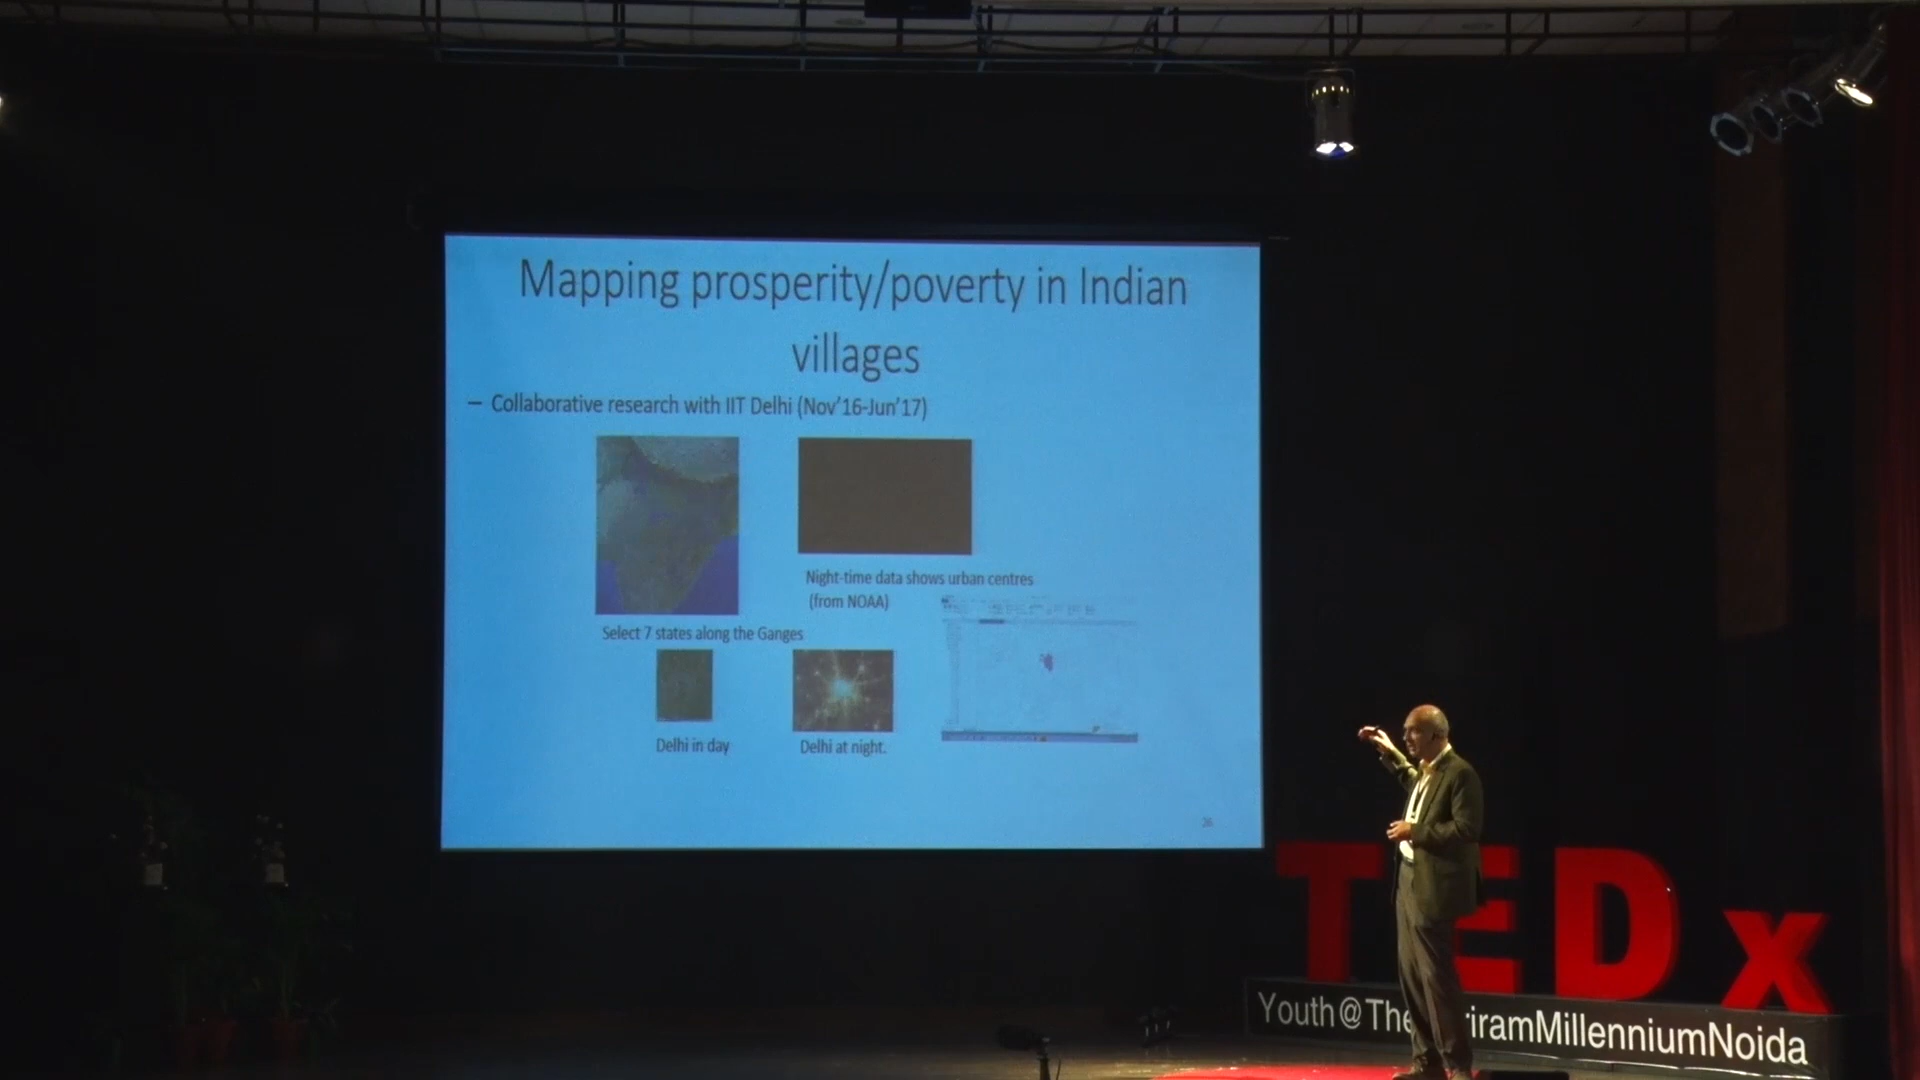 Mapping prosperity/poverty in Indian
villages
– Collaborative research with IIT Delhi (Nov'16-Jun'17)
Night-time data shows urban centres
(from NOAA)
Select 7 states along the Ganges
Delhi in day
Delhi at night.
26
TEDx
Youth@The riramMillenniumNoida